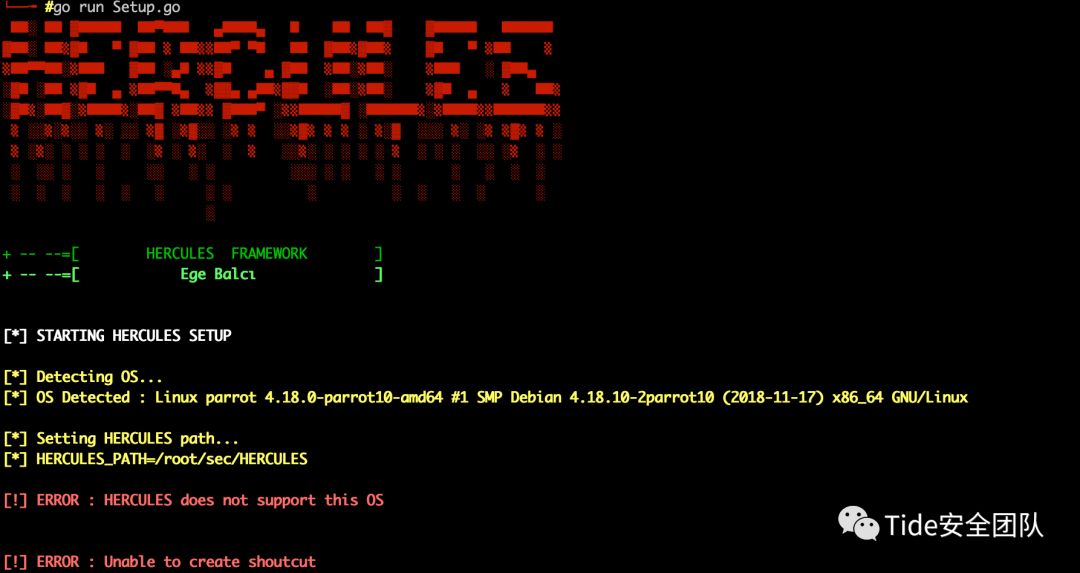 #go run Setup.go
HERCULES
+ -- --=[ HERCULES FRAMEWORK ]
+ -- --=[ Ege Balcı ]
[*] STARTING HERCULES SETUP
[*] Detecting OS...
[*] OS Detected : Linux parrot 4.18.0-parrot10-amd64 #1 SMP Debian 4.18.10-2parrot10 (2018-11-17) x86_64 GNU/Linux
[*] Setting HERCULES path...
[*] HERCULES_PATH=/root/sec/HERCULES
[!] ERROR : HERCULES does not support this OS
[!] ERROR : Unable to create shoutcut
Tide安全团队